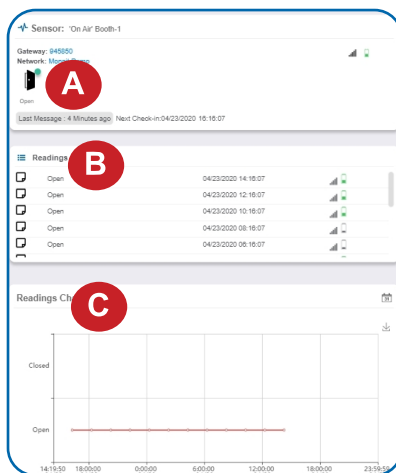 Sensor: 'On Air' Booth-1
Gateway: 945850
Network:
A
Open
Last Message : 4 Minutes ago Next Check-in:04/23/2020 16:16:07
Readings
B
Open 04/23/2020 14:16:07
Open 04/23/2020 12:16:07
Open 04/23/2020 10:16:07
Open 04/23/2020 08:16:07
Open 04/23/2020 06:16:07
Readings
C
31
Closed
Open
14:19:50 18:00:00 0:00:00 6:00:00 12:00:00 18:00:00 23:59:59